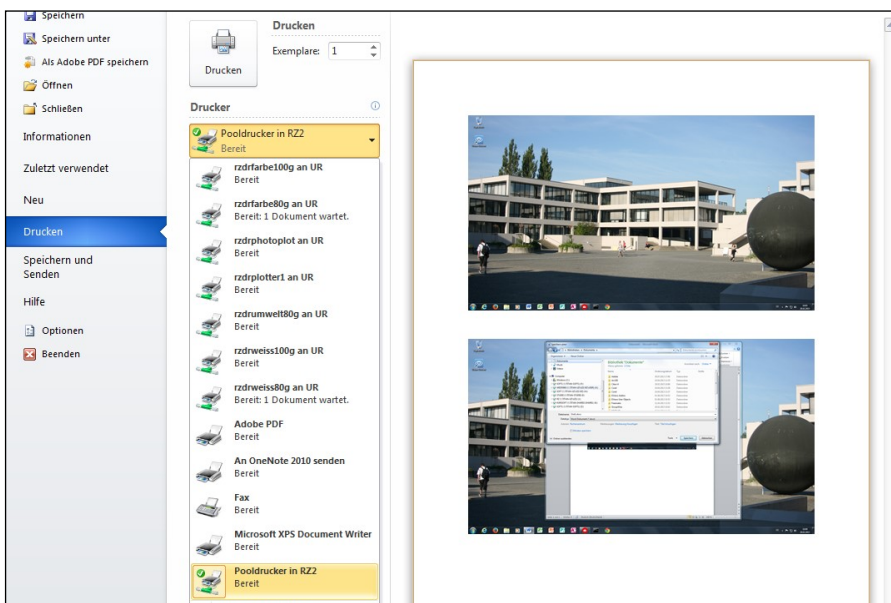 Speichern
Speichern unter
Als Adobe PDF speichern
Öffnen
Schließen
Informationen
Zuletzt verwendet
Neu
Drucken
Speichern und
Senden
Hilfe
Optionen
Beenden
Drucken
Drucken
Exemplare: 1
Drucker
Pooldrucker in RZ2
Bereit
rzdrfarbe100g an UR
Bereit
rzdrfarbe80g an UR
Bereit: 1 Dokument wartet.
rzdrphotoplot an UR
Bereit
rzdrplotter1 an UR
Bereit
rzdrumwelt80g an UR
Bereit
rzdrweiss100g an UR
Bereit
rzdrweiss80g an UR
Bereit: 1 Dokument wartet.
Adobe PDF
Bereit
An OneNote 2010 senden
Bereit
Fax
Bereit
Microsoft XPS Document Writer
Bereit
Pooldrucker in RZ2
Bereit